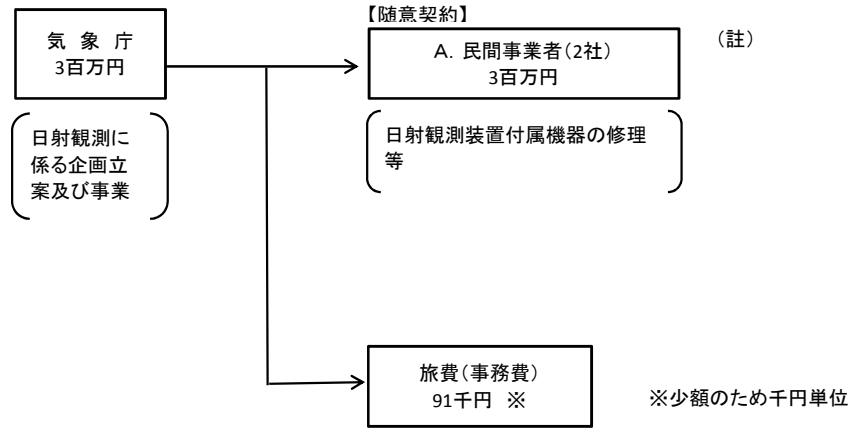 【随意契約】
気 象 庁
3百万円
A. 民間事業者(2社)
3百万円
(註)
日射観測に
係る企画立
案及び事業
日射観測装置付属機器の修理
等
旅費(事務費)
91千円 ※
※少額のため千円単位